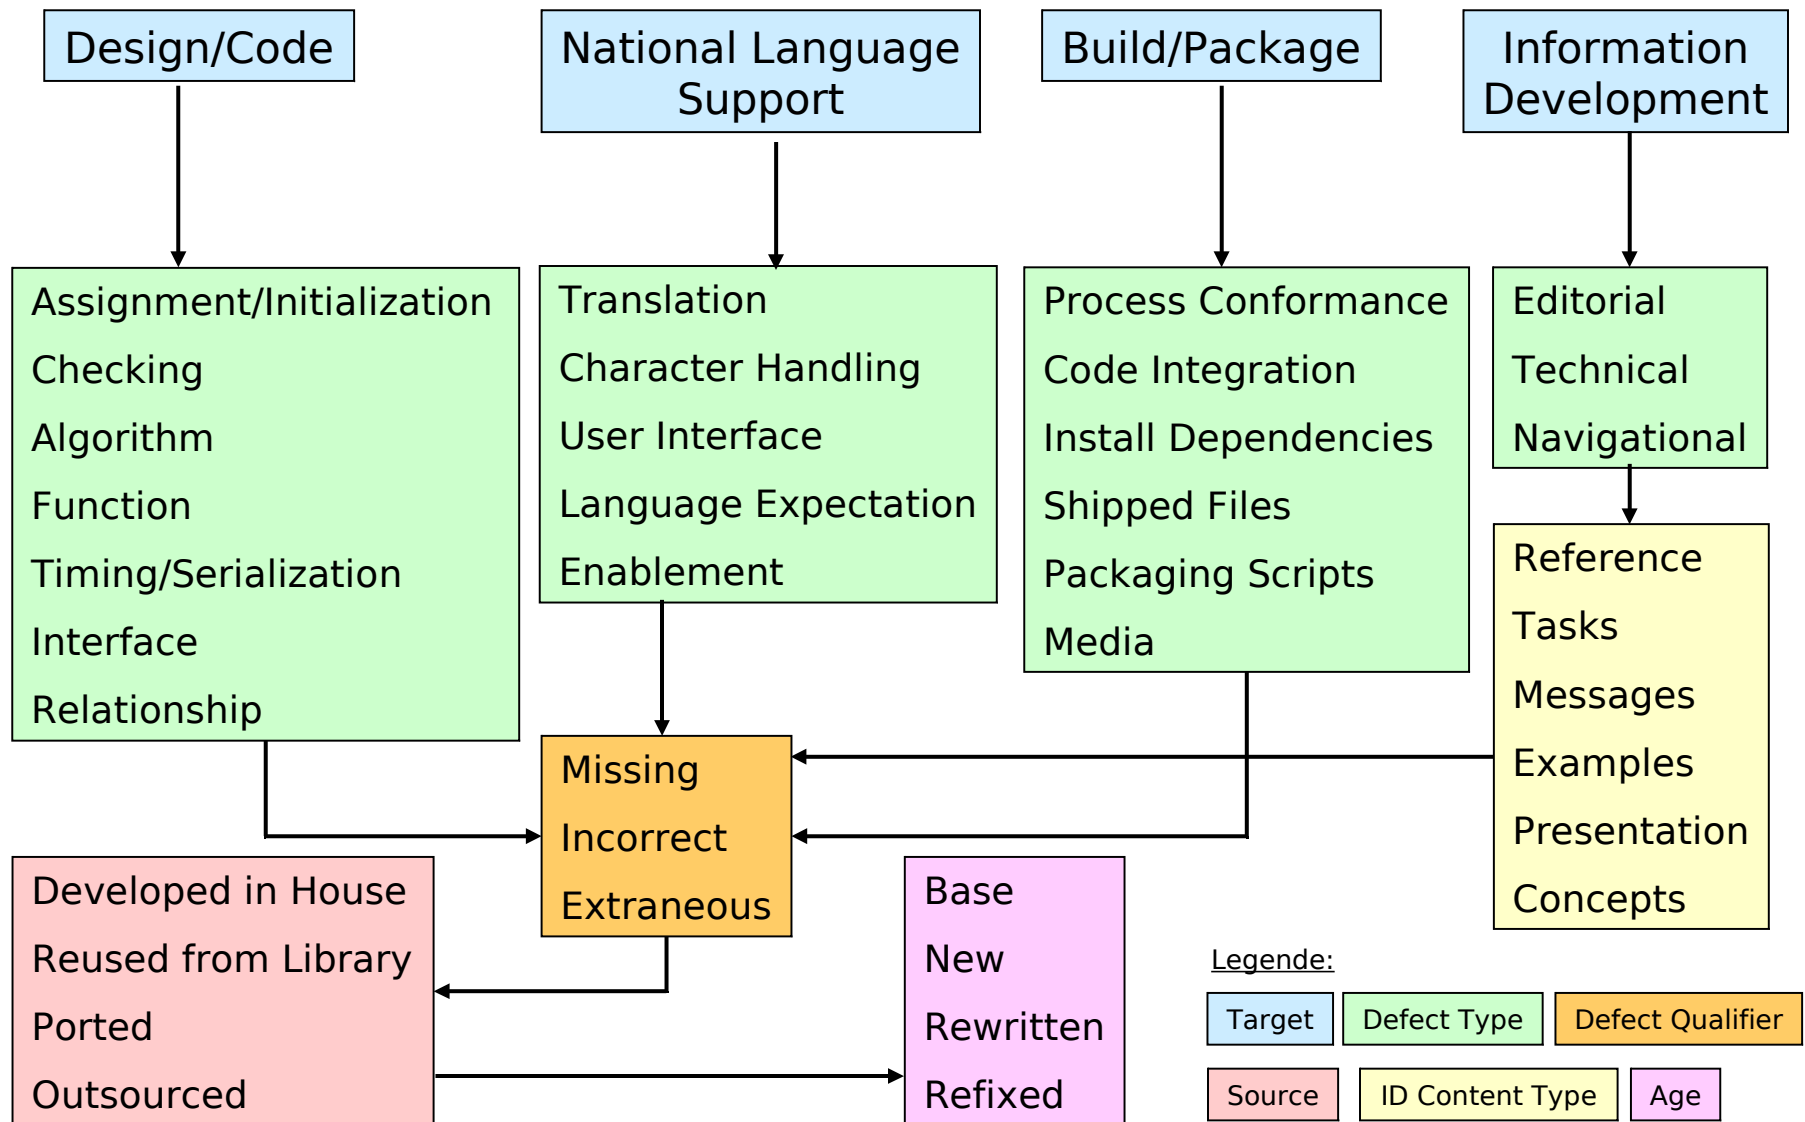 Design/Code
National Language
Support
Build/Package
Information
Development
Assignment/Initialization
Checking
Algorithm
Function
Timing/Serialization
Interface
Relationship
Translation
Character Handling
User Interface
Language Expectation
Enablement
Process Conformance
Code Integration
Install Dependencies
Shipped Files
Packaging Scripts
Media
Editorial
Technical
Navigational
Reference
Tasks
Messages
Examples
Presentation
Concepts
Missing
Incorrect
Extraneous
Developed in House
Reused from Library
Ported
Outsourced
Base
New
Rewritten
Refixed
Legende:
Target
Defect Type
Defect Qualifier
Source
ID Content Type
Age